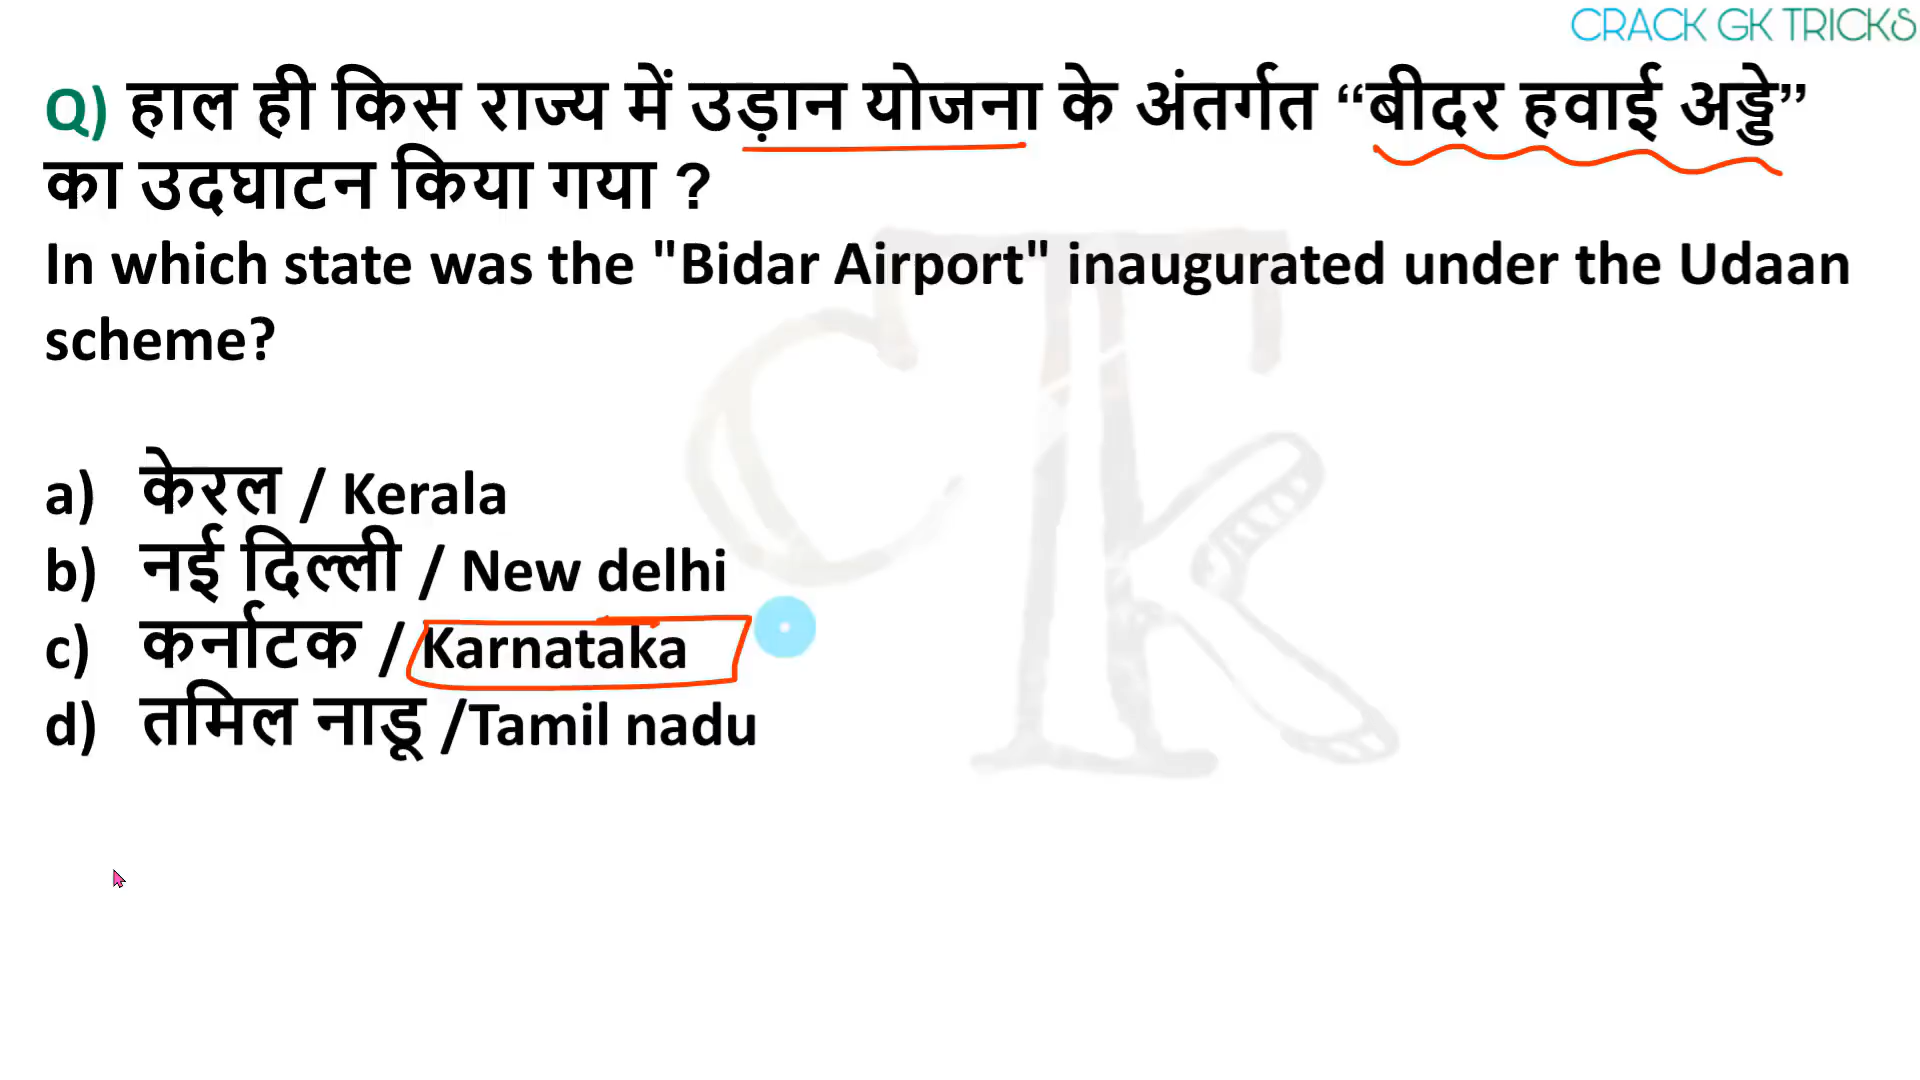 CRACK GK TRICKS
Q) हाल ही किस राज्य में उड़ान योजना के अंतर्गत “बीदर हवाई अड्डे”
का उदघाटन किया गया ?
In which state was the "Bidar Airport" inaugurated under the Udaan
scheme?
a) केरल / Kerala
b) नई दिल्ली / New delhi
c) कर्नाटक / Karnataka
d) तमिल नाडू /Tamil nadu